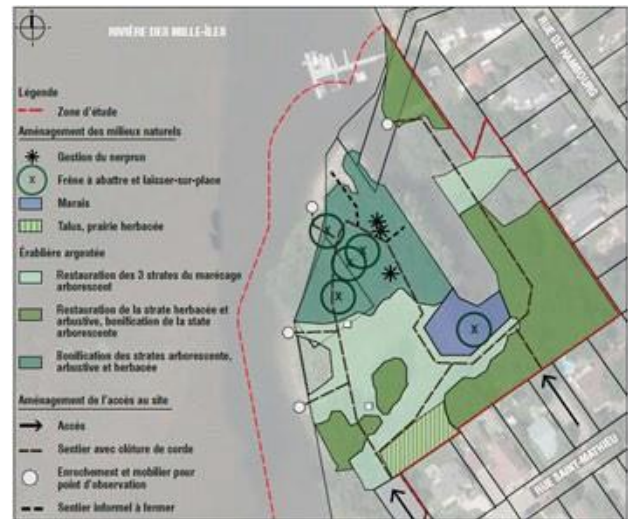 RIVIÈRE DES MILLE-ÎLES
RUE DE HAMBOURG
Légende
Zone d'étude
Aménagement des milieux naturels
Gestion du nerprun
Frêne à abattre et laisser-sur-place
Marais
Talus, prairie herbacée
Érablière argentée
Restauration des 3 strates du marécage
arborescent
Restauration de la strate herbacée et
arbustive, bonification de la state
arborescente
Bonification des strates arborescente,
arbustive et herbacée
Aménagement de l'accès au site
Accès
Sentier avec clôture de corde
Enrochement et mobilier pour
point d'observation
Sentier informel à fermer
RUE SAINT-MATHIEU
X
X
X